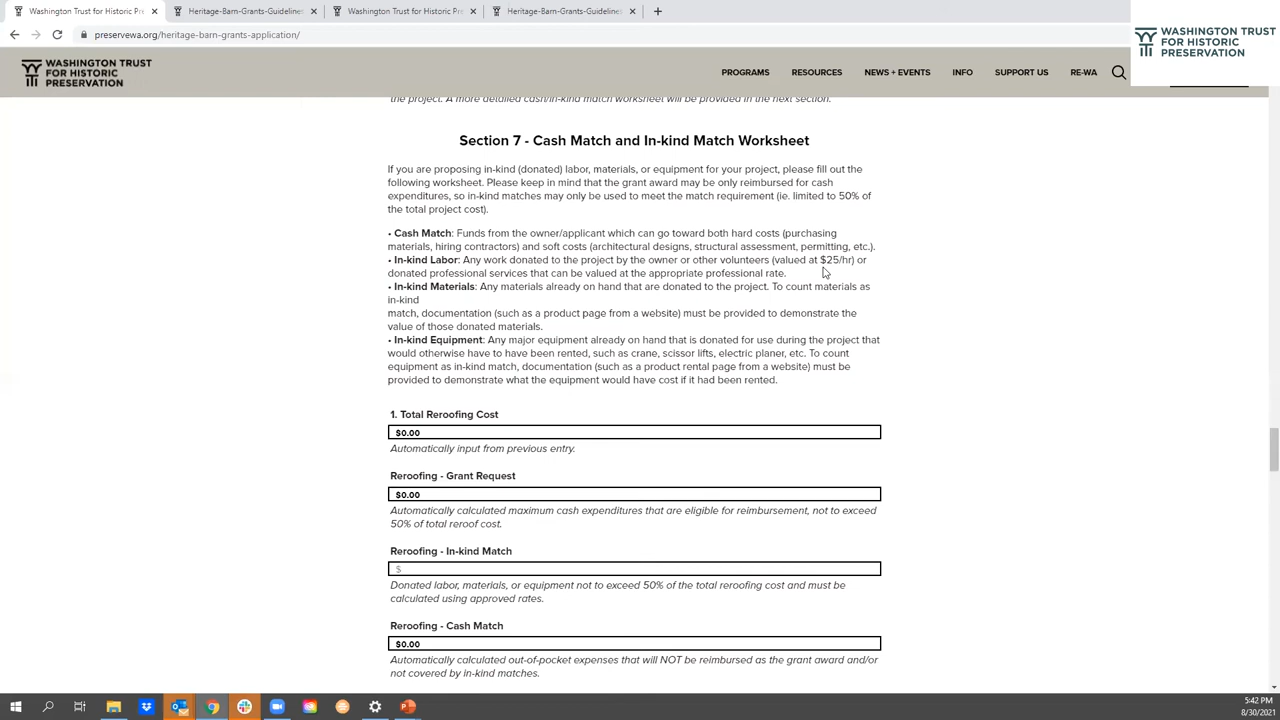 Washington Trust for Historic Pre
Heritage-Barn-Grants-Guidelines
Washington Trust for Historic Pre
Heritage-Barn-Grants-Guidelines
preservewa.org/heritage-barn-grants-application/
WASHINGTON TRUST
FOR HISTORIC
PRESERVATION
WASHINGTON TRUST
FOR HISTORIC
PRESERVATION
PROGRAMS RESOURCES NEWS + EVENTS INFO SUPPORT US RE-WA
the project. A more detailed cash/in-kind match worksheet will be provided in the next section.
Section 7 - Cash Match and In-kind Match Worksheet
If you are proposing in-kind (donated) labor, materials, or equipment for your project, please fill out the
following worksheet. Please keep in mind that the grant award may be only reimbursed for cash
expenditures, so in-kind matches may only be used to meet the match requirement (ie. limited to 50% of
the total project cost).
• Cash Match: Funds from the owner/applicant which can go toward both hard costs (purchasing
materials, hiring contractors) and soft costs (architectural designs, structural assessment, permitting, etc.).
• In-kind Labor: Any work donated to the project by the owner or other volunteers (valued at $25/hr) or
donated professional services that can be valued at the appropriate professional rate.
• In-kind Materials: Any materials already on hand that are donated to the project. To count materials as
in-kind
match, documentation (such as a product page from a website) must be provided to demonstrate the
value of those donated materials.
• In-kind Equipment: Any major equipment already on hand that is donated for use during the project that
would otherwise have to have been rented, such as crane, scissor lifts, electric planer, etc. To count
equipment as in-kind match, documentation (such as a product rental page from a website) must be
provided to demonstrate what the equipment would have cost if it had been rented.
1. Total Reroofing Cost
$0.00
Automatically input from previous entry.
Reroofing - Grant Request
$0.00
Automatically calculated maximum cash expenditures that are eligible for reimbursement, not to exceed
50% of total reroof cost.
Reroofing - In-kind Match
$
Donated labor, materials, or equipment not to exceed 50% of the total reroofing cost and must be
calculated using approved rates.
Reroofing - Cash Match
$0.00
Automatically calculated out-of-pocket expenses that will NOT be reimbursed as the grant award and/or
not covered by in-kind matches.
5:42 PM
8/30/2021